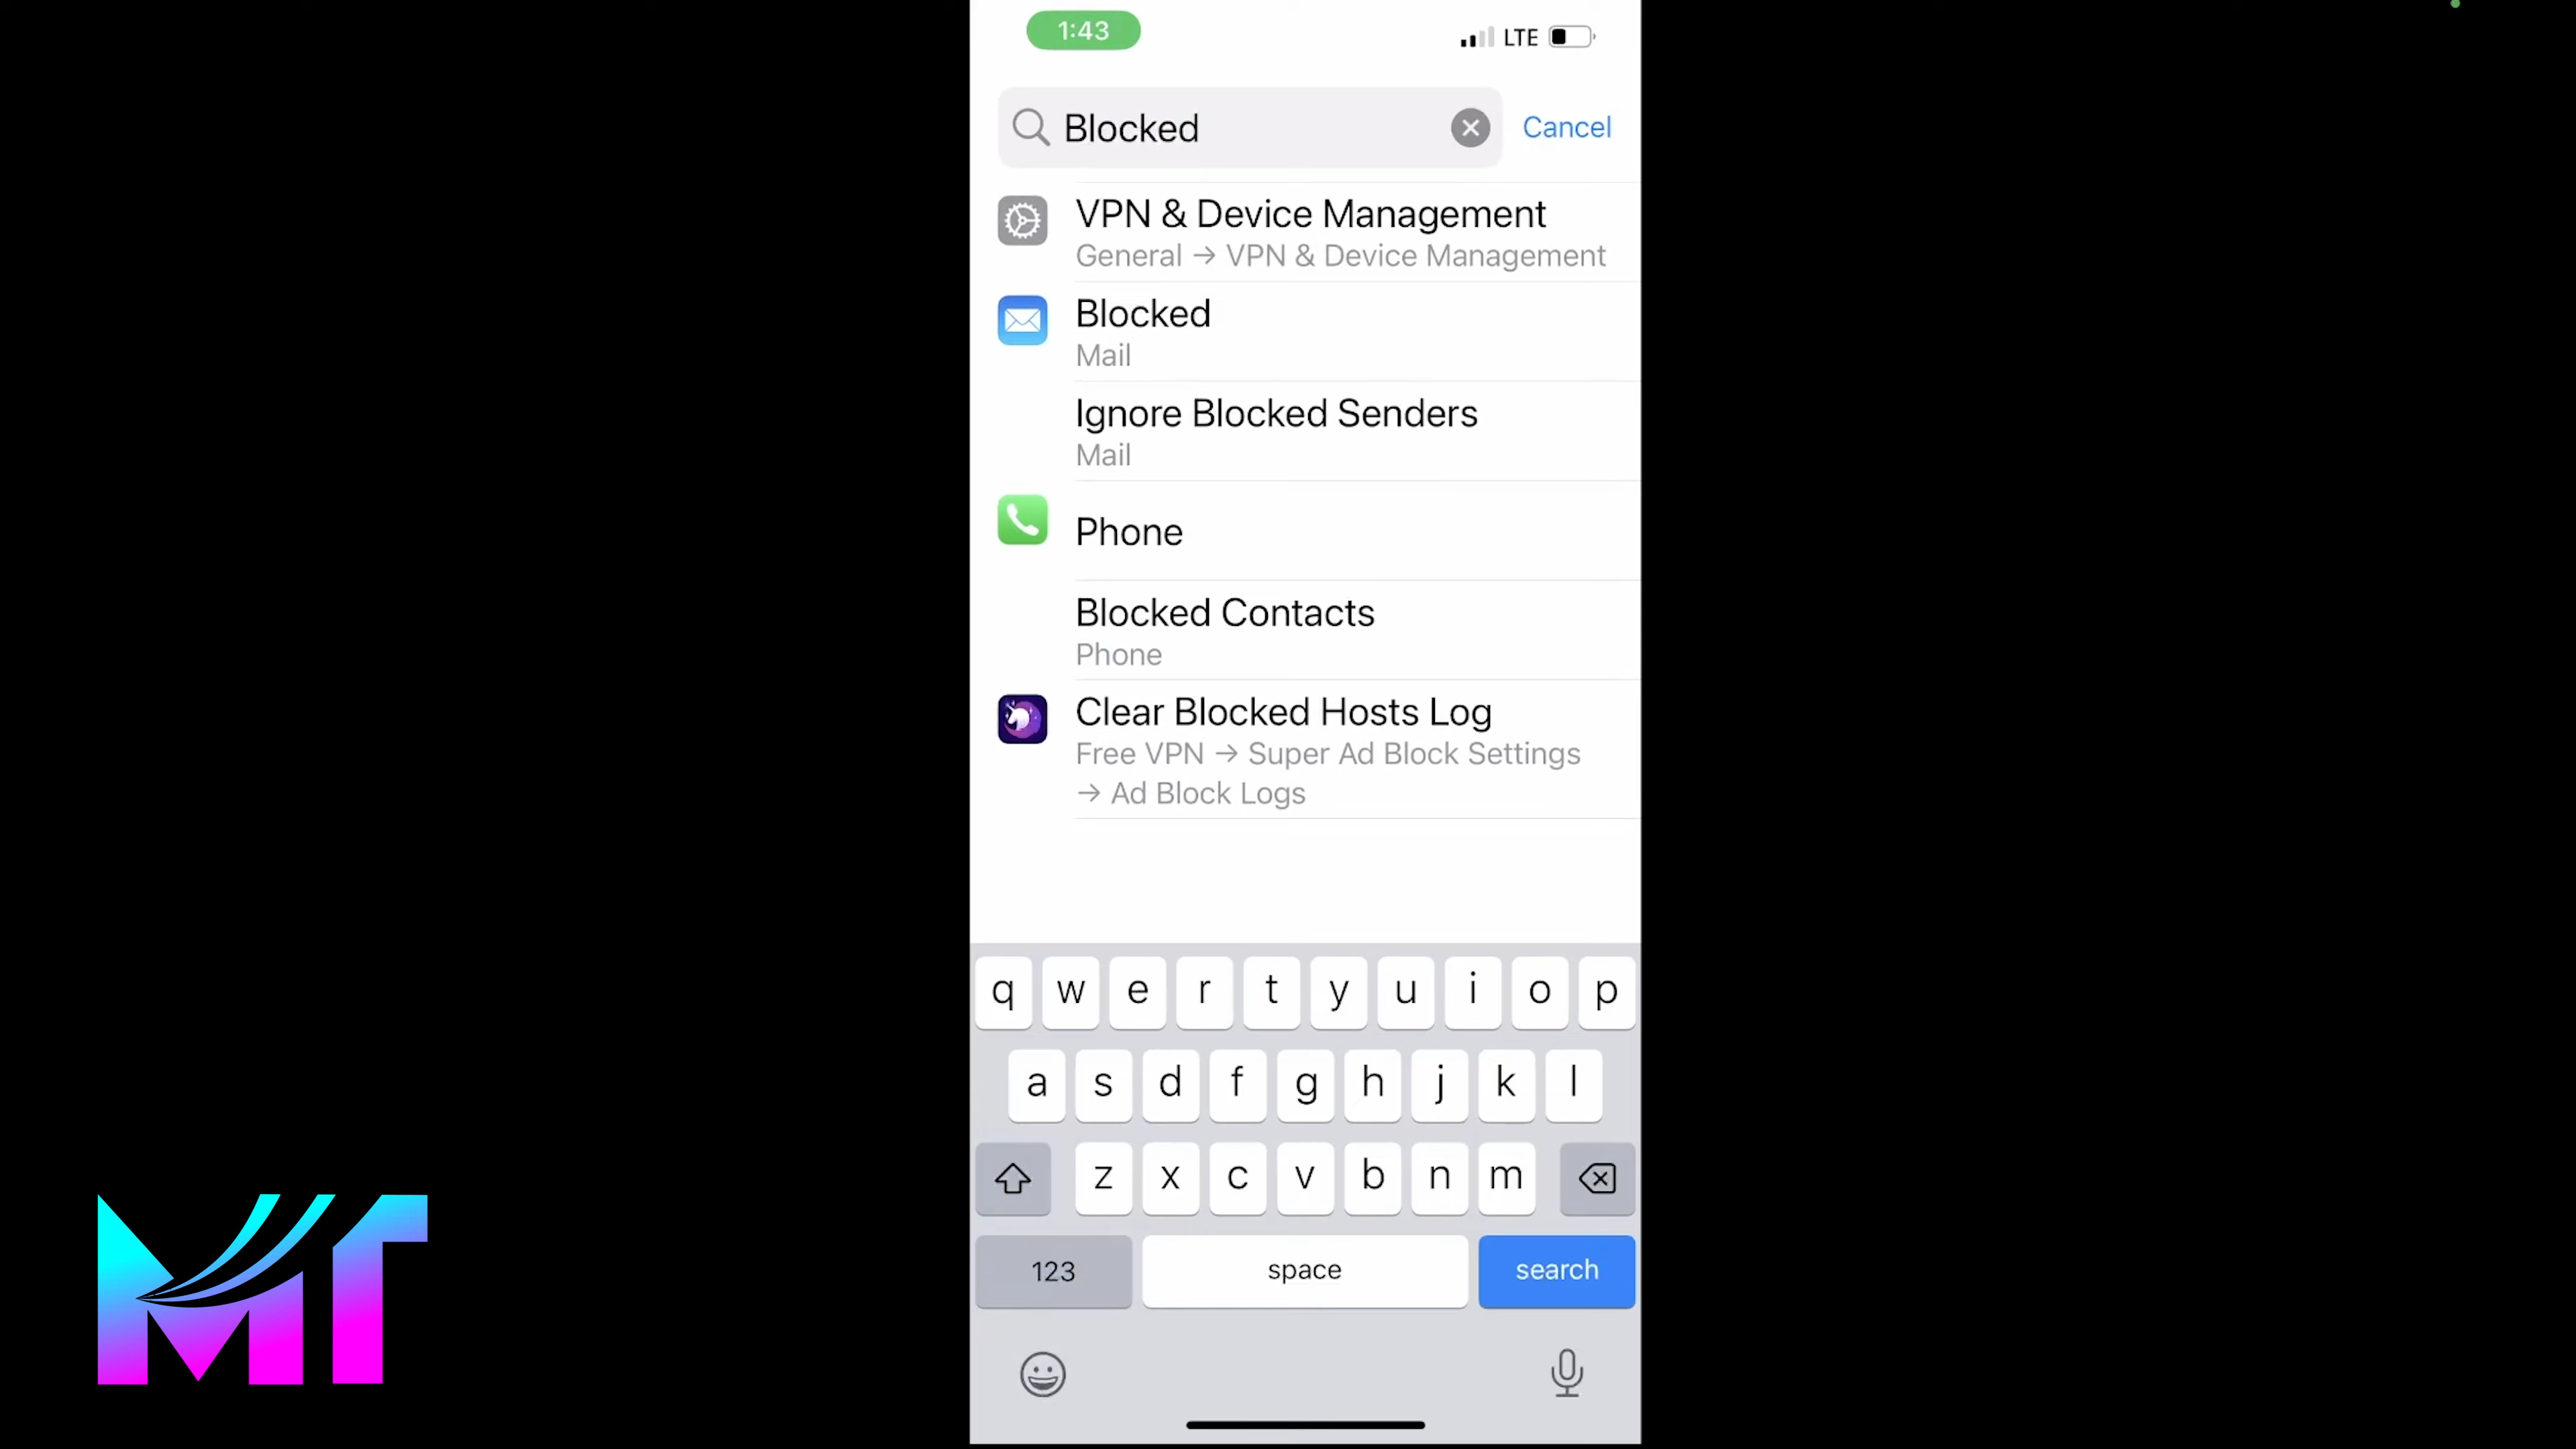 1:43
LTE
Blocked
Cancel
VPN & Device Management
General → VPN & Device Management
Blocked
Mail
Ignore Blocked Senders
Mail
Phone
Blocked Contacts
Phone
Clear Blocked Hosts Log
Free VPN → Super Ad Block Settings
→ Ad Block Logs
q w e r t y u i o p
a s d f g h j k l
z x c v b n m
123 space search
MT